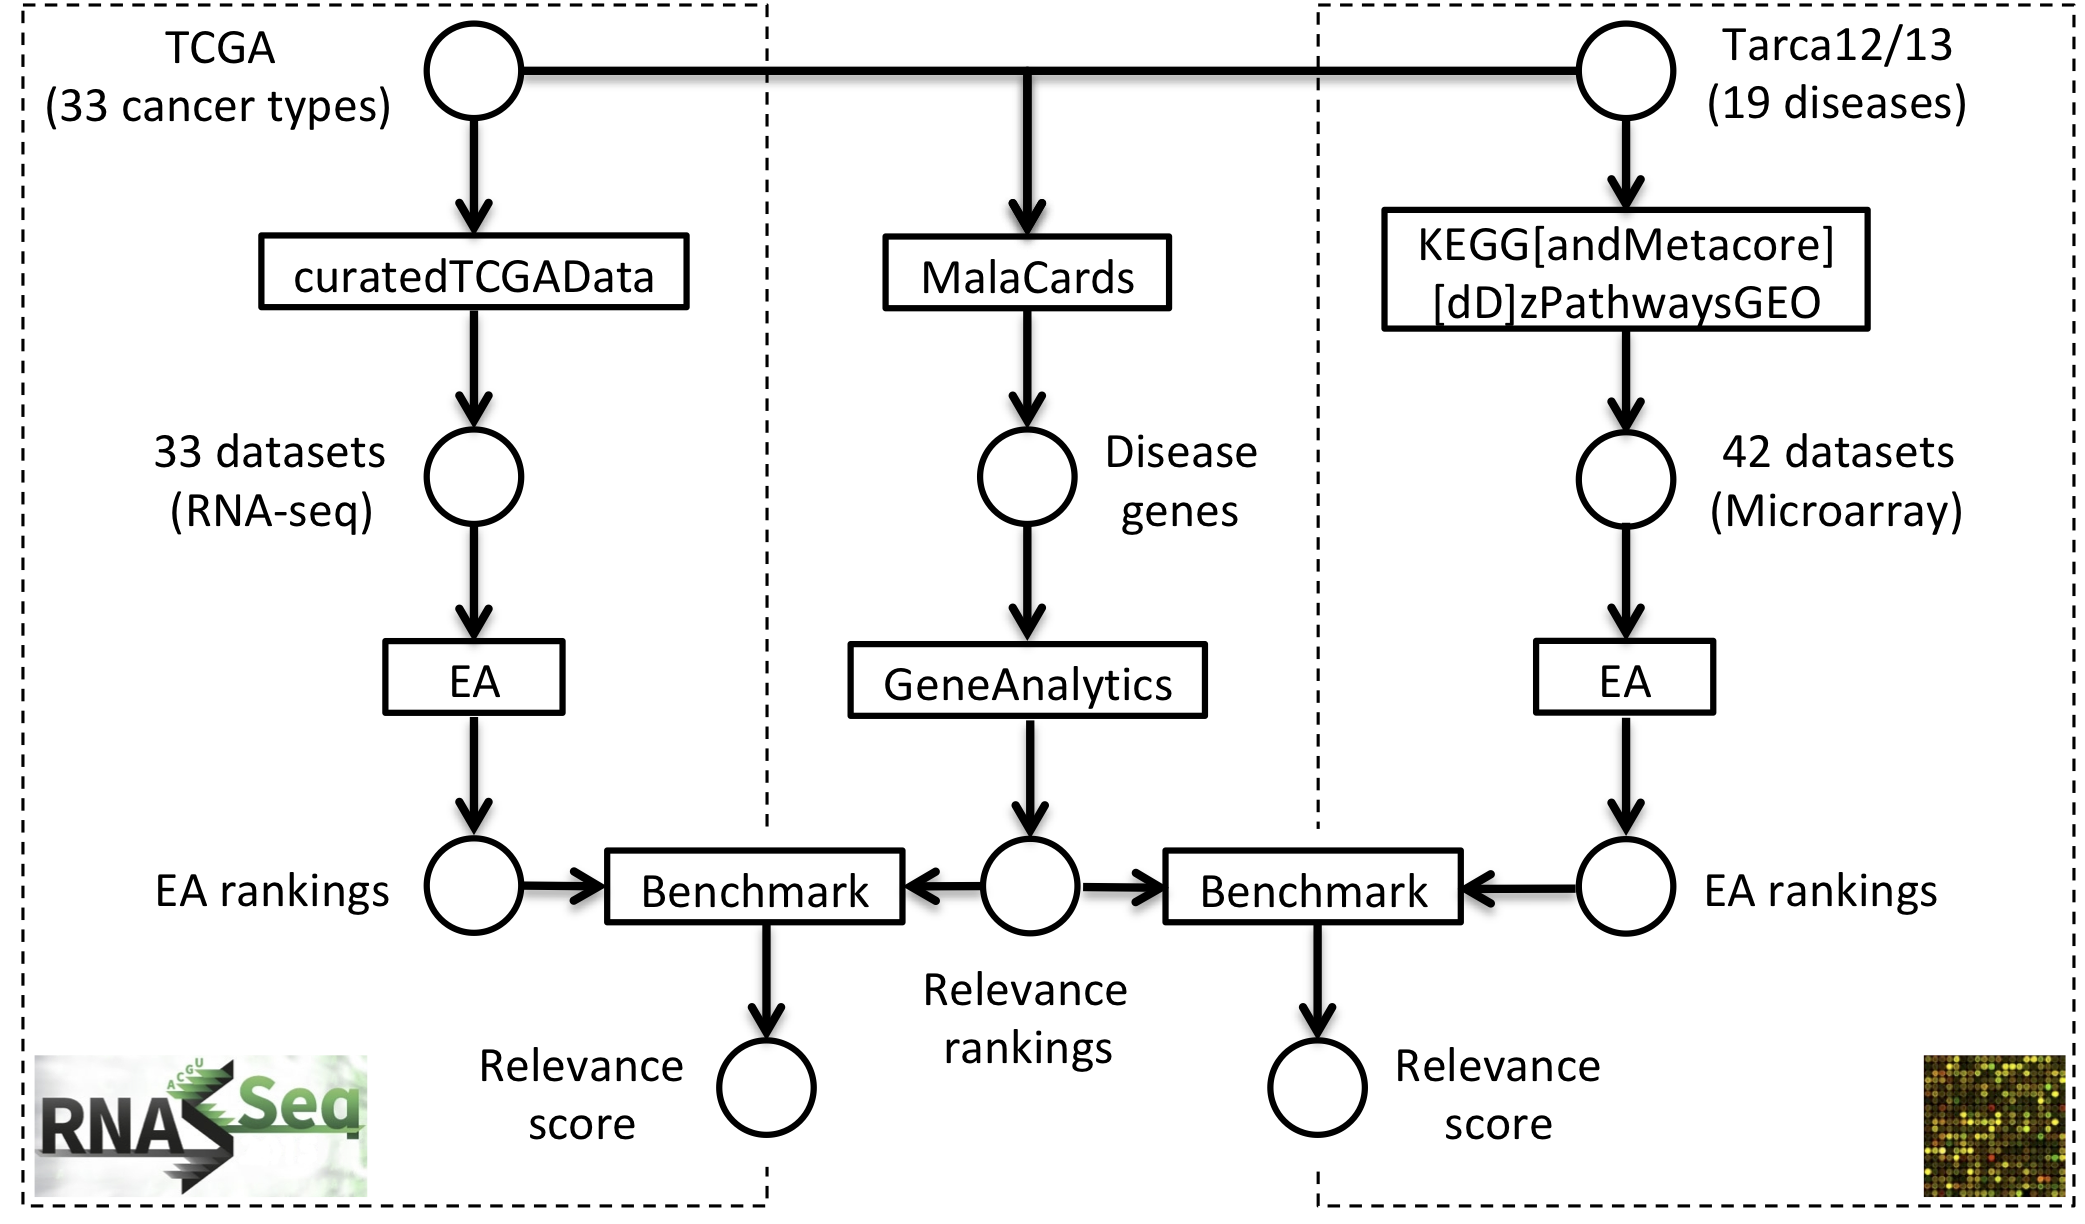 TCGA
(33 cancer types)
Tarca12/13
(19 diseases)
curatedTCGAData
MalaCards
KEGG[andMetacore]
[dD]zPathwaysGEO
33 datasets
(RNA-seq)
Disease
genes
42 datasets
(Microarray)
EA
GeneAnalytics
EA
EA rankings
Benchmark
Benchmark
EA rankings
Relevance
rankings
Relevance
score
Relevance
score
ACGU
RNA Seq